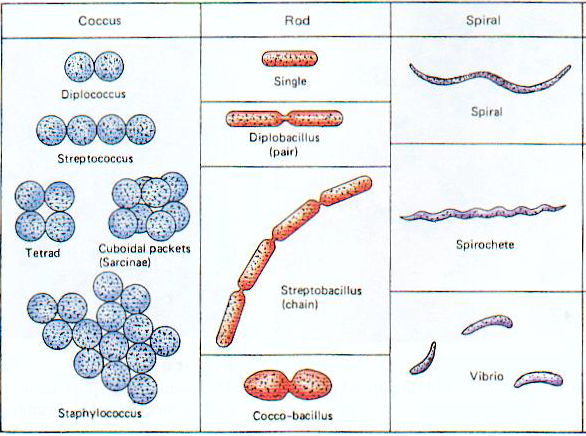 Coccus
Diplococcus
Streptococcus
Tetrad
Cuboidal packets
(Sarcinae)
Staphylococcus
Rod
Single
Diplobacillus
(pair)
Streptobacillus
(chain)
Cocco-bacillus
Spiral
Spiral
Spirochete
Vibrio